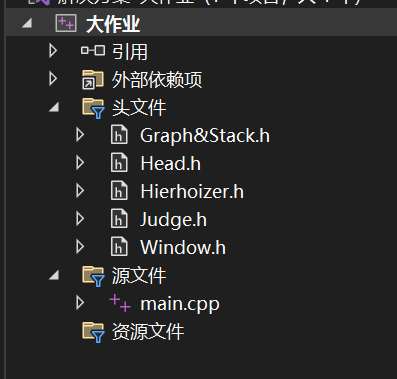 大作业
引用
外部依赖项
头文件
Graph&Stack.h
Head.h
Hierhoizer.h
Judge.h
Window.h
源文件
main.cpp
资源文件